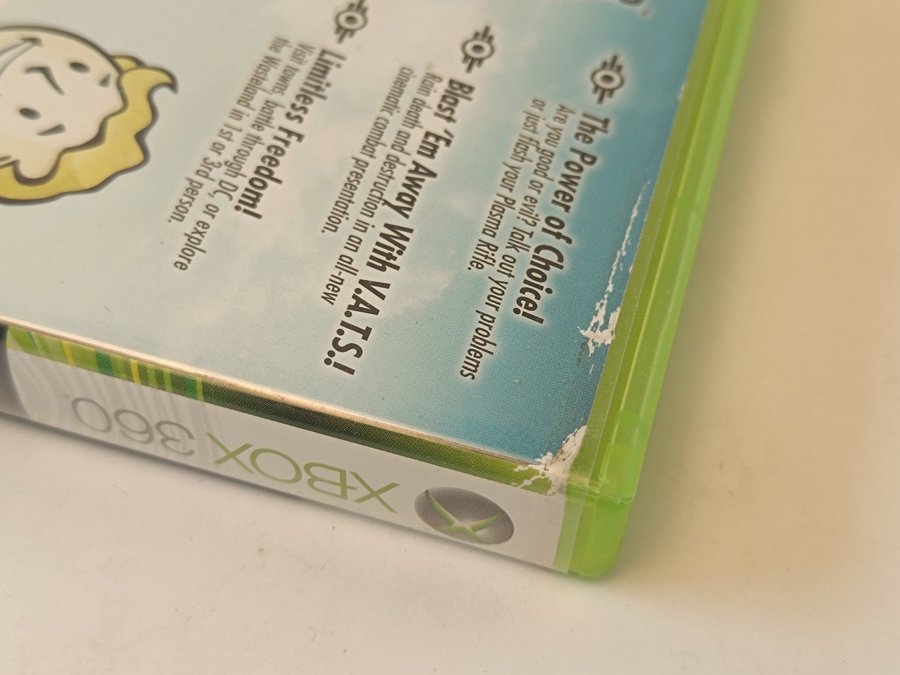 The Power of Choice!
Are you good or evil? Talk out your problems
or just flash your Plasma Rifle.
Blast 'Em Away With V.A.T.S.!
Rain death and destruction in an all-new
cinematic combat presentation.
Limitless Freedom!
Visit towns, battle through DC, or explore
the Wasteland in 1st or 3rd person.
XBOX 360